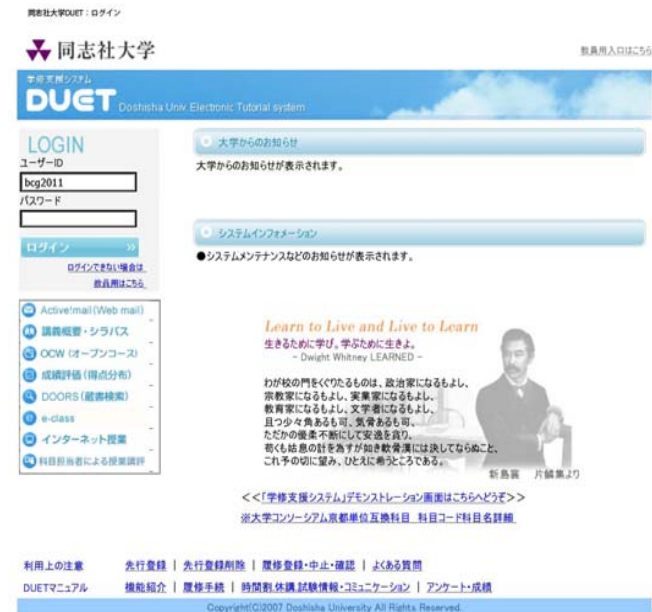 同志社大学DUET：ログイン
同志社大学
教員用入口はこちら
学修支援システム
DUET Doshisha Univ. Electronic Tutorial system
LOGIN
ユーザーID
bcg2011
パスワード
ログイン »
ログインできない場合は
教員用はこちら
Active!mail(Web mail)
講義概要・シラバス
OCW (オープンコース)
成績評価(得点分布)
DOORS(蔵書検索)
e-class
インターネット授業
科目担当者による授業講評
大学からのお知らせ
大学からのお知らせが表示されます。
システムインフォメーション
●システムメンテナンスなどのお知らせが表示されます。
Learn to Live and Live to Learn
生きるために学び。学ぶために生きよ。
- Dwight Whitney LEARNED -
わが校の門をくぐりたるものは、政治家になるもよし、
宗教家になるもよし、実業家になるもよし、
教育家になるもよし、文学者になるもよし、
且つ少々角あるも可、気骨あるも可、
ただかの優柔不断にして安逸を貪り、
苟くも姑息の計を為すが如き軟骨漢には決してならぬこと、
これ予の切に望み、ひとえに希うところである。
新島襄 片鱗集より
<<「学修支援システム」デモンストレーション画面はこちらへどうぞ>>
※大学コンソーシアム京都単位互換科目 科目コード科目名詳細
利用上の注意 先行登録 | 先行登録削除 | 履修登録・中止・確認 | よくある質問
DUETマニュアル 機能紹介 | 履修手続 | 時間割,休講,試験情報・コミュニケーション | アンケート・成績
Copyright(C)2007 Doshisha University All Rights Reserved.